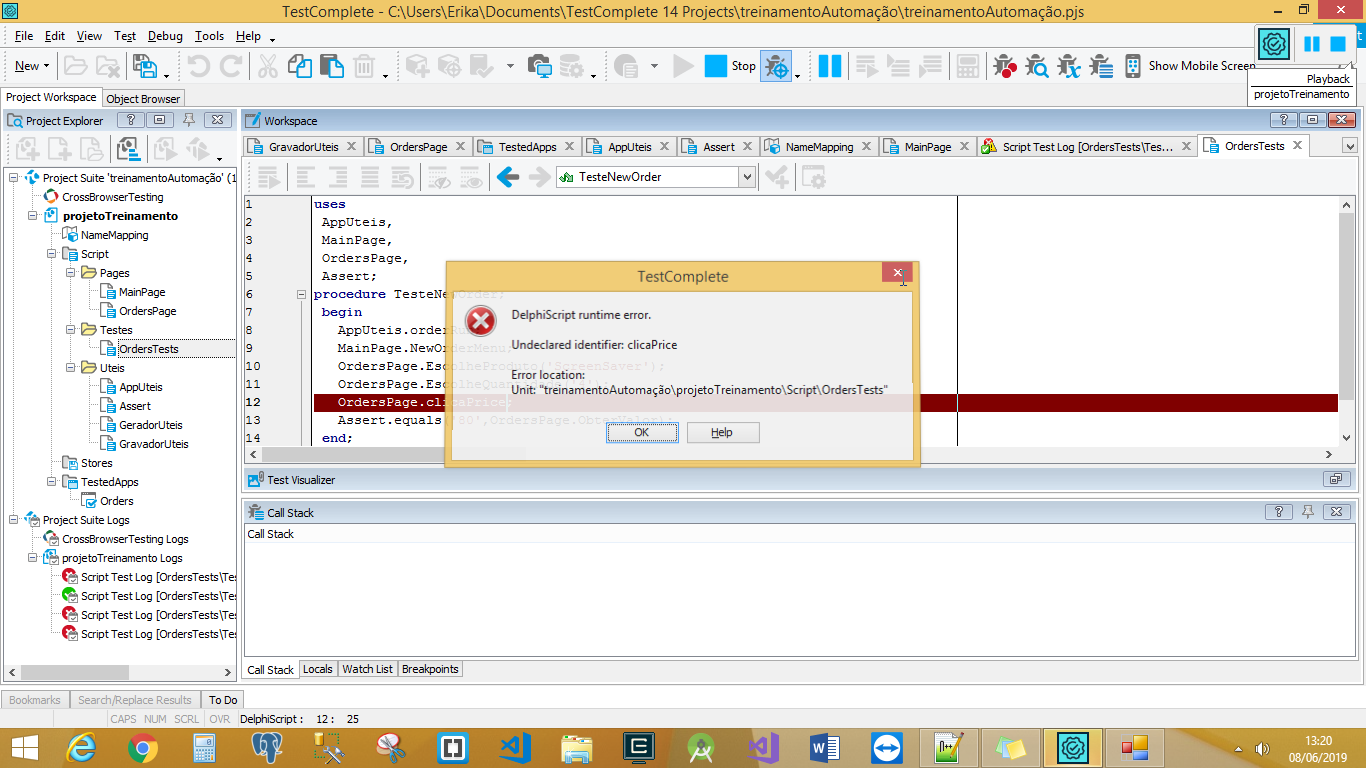 TestComplete - C:\Users\Erika\Documents\TestComplete 14 Projects\treinamentoAutomação\treinamentoAutomação.pjs
File Edit View Test Debug Tools Help
New Stop Show Mobile Screen
Playback
projetoTreinamento
Project Workspace Object Browser
Project Explorer
Workspace
GravadorUteis OrdersPage TestedApps AppUteis Assert NameMapping MainPage Script Test Log [OrdersTests\Tes... OrdersTests
TesteNewOrder
Project Suite 'treinamentoAutomação' (1
CrossBrowserTesting
projetoTreinamento
NameMapping
Script
Pages
MainPage
OrdersPage
Testes
OrdersTests
Uteis
AppUteis
Assert
GeradorUteis
GravadorUteis
Stores
TestedApps
Orders
Project Suite Logs
CrossBrowserTesting Logs
projetoTreinamento Logs
Script Test Log [OrdersTests\Tes
Script Test Log [OrdersTests\Tes
Script Test Log [OrdersTests\Tes
Script Test Log [OrdersTests\Tes
1 uses
2 AppUteis,
3 MainPage,
4 OrdersPage,
5 Assert;
6 procedure TesteNewOrder;
7 begin
8 AppUteis.orderR
9 MainPage.NewOrderMenu;
10 OrdersPage.EscolheProduto('ScreenSaver');
11 OrdersPage.EscolheQuantidade
12 OrdersPage.clicaPrice;
13 Assert.equals('80',OrdersPage.ObterValor);
14 end;
TestComplete
DelphiScript runtime error.
Undeclared identifier: clicaPrice
Error location:
Unit: "treinamentoAutomação\projetoTreinamento\Script\OrdersTests"
OK Help
Test Visualizer
Call Stack
Call Stack
Call Stack Locals Watch List Breakpoints
Bookmarks Search/Replace Results To Do
CAPS NUM SCRL OVR DelphiScript : 12 : 25
13:20
08/06/2019